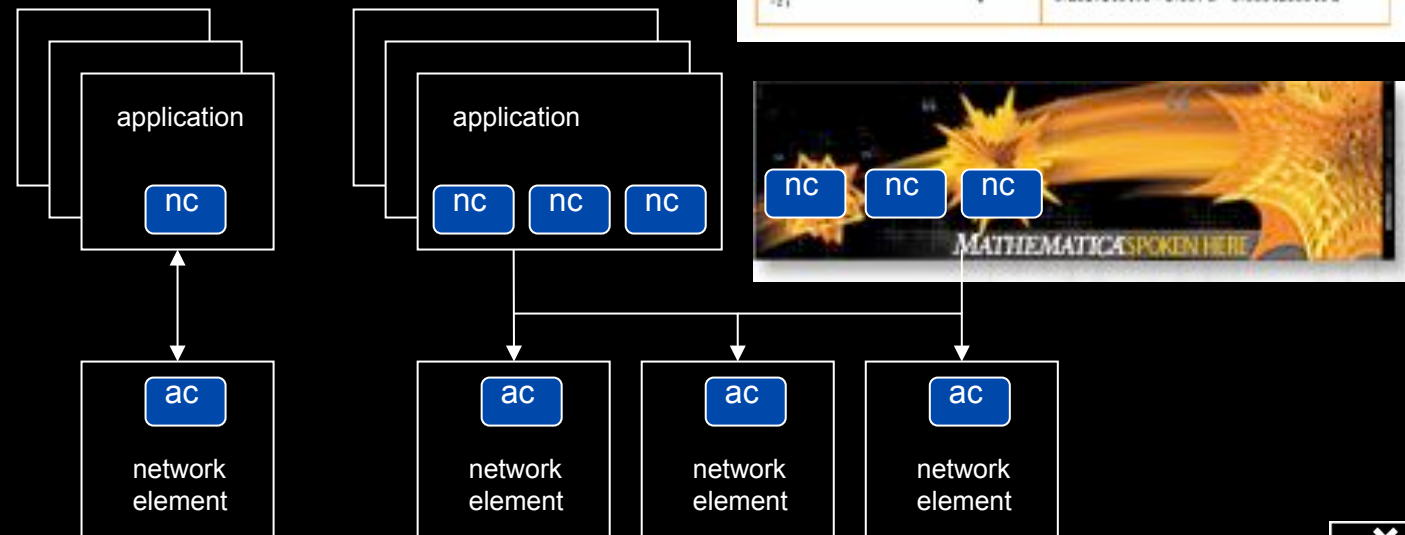 application
nc
application
nc nc nc
nc nc nc
MATHEMATICA SPOKEN HERE
ac
network
element
ac
network
element
ac
network
element
ac
network
element